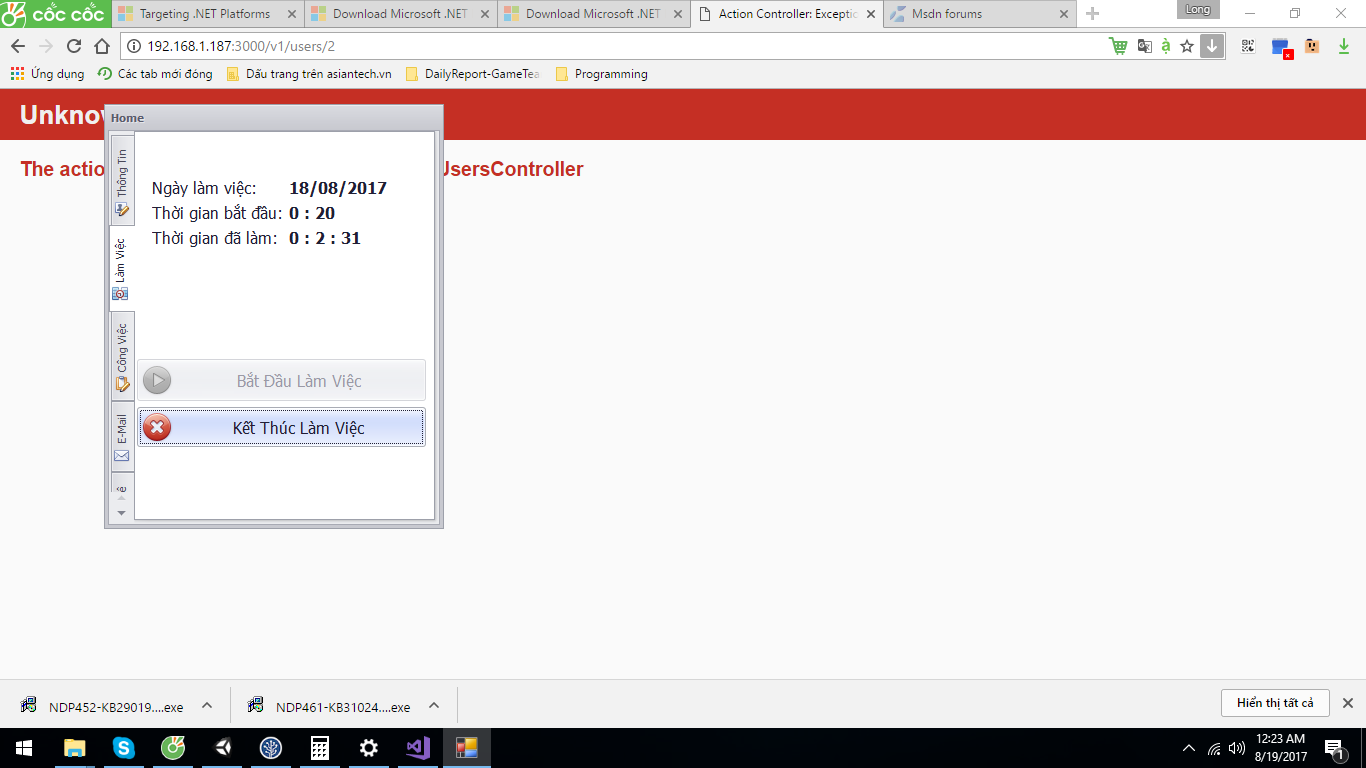 cốc cốc
Targeting .NET Platforms
Download Microsoft .NET
Download Microsoft .NET
Action Controller: Exceptio
Msdn forums
Long
192.168.1.187:3000/v1/users/2
Ứng dụng
Các tab mới đóng
Dấu trang trên asiantech.vn
DailyReport-GameTea
Programming
Unknow
The actio
UsersController
Home
Thông Tin
Làm Việc
Công Việc
E-Mail
Ngày làm việc: 18/08/2017
Thời gian bắt đầu: 0 : 20
Thời gian đã làm: 0 : 2 : 31
Bắt Đầu Làm Việc
Kết Thúc Làm Việc
NDP452-KB29019....exe
NDP461-KB31024....exe
Hiển thị tất cả
12:23 AM
8/19/2017
1